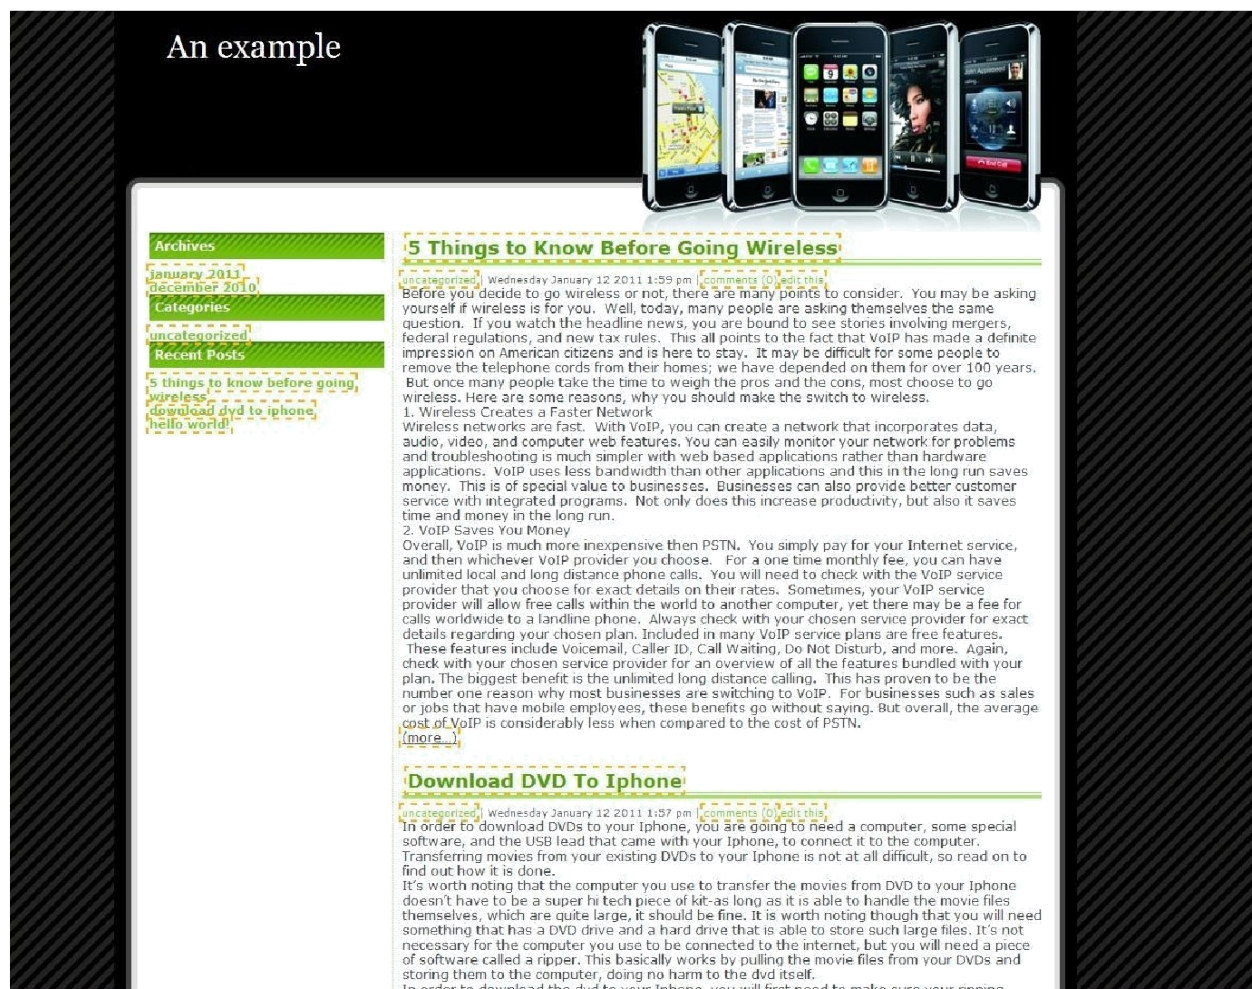 An example
Archives
january 2011
december 2010
Categories
uncategorized
Recent Posts
5 things to know before going
wireless
download dvd to iphone
hello world!
5 Things to Know Before Going Wireless
uncategorized | Wednesday January 12 2011 1:59 pm | comments (0) edit this
Before you decide to go wireless or not, there are many points to consider.  You may be asking
yourself if wireless is for you.  Well, today, many people are asking themselves the same
question.  If you watch the headline news, you are bound to see stories involving mergers,
federal regulations, and new tax rules.  This all points to the fact that VoIP has made a definite
impression on American citizens and is here to stay.  It may be difficult for some people to
remove the telephone cords from their homes; we have depended on them for over 100 years.
But once many people take the time to weigh the pros and the cons, most choose to go
wireless. Here are some reasons, why you should make the switch to wireless.
1. Wireless Creates a Faster Network
Wireless networks are fast.  With VoIP, you can create a network that incorporates data,
audio, video, and computer web features. You can easily monitor your network for problems
and troubleshooting is much simpler with web based applications rather than hardware
applications.  VoIP uses less bandwidth than other applications and this in the long run saves
money.  This is of special value to businesses.  Businesses can also provide better customer
service with integrated programs.  Not only does this increase productivity, but also it saves
time and money in the long run.
2. VoIP Saves You Money
Overall, VoIP is much more inexpensive then PSTN.  You simply pay for your Internet service,
and then whichever VoIP provider you choose.   For a one time monthly fee, you can have
unlimited local and long distance phone calls.  You will need to check with the VoIP service
provider that you choose for exact details on their rates.  Sometimes, your VoIP service
provider will allow free calls within the world to another computer, yet there may be a fee for
calls worldwide to a landline phone.  Always check with your chosen service provider for exact
details regarding your chosen plan. Included in many VoIP service plans are free features.
These features include Voicemail, Caller ID, Call Waiting, Do Not Disturb, and more.  Again,
check with your chosen service provider for an overview of all the features bundled with your
plan. The biggest benefit is the unlimited long distance calling.  This has proven to be the
number one reason why most businesses are switching to VoIP.  For businesses such as sales
or jobs that have mobile employees, these benefits go without saying. But overall, the average
cost of VoIP is considerably less when compared to the cost of PSTN.
(more...)
Download DVD To Iphone
uncategorized | Wednesday January 12 2011 1:57 pm | comments (0) edit this
In order to download DVDs to your Iphone, you are going to need a computer, some special
software, and the USB lead that came with your Iphone, to connect it to the computer.
Transferring movies from your existing DVDs to your Iphone is not at all difficult, so read on to
find out how it is done.
It's worth noting that the computer you use to transfer the movies from DVD to your Iphone
doesn't have to be a super hi tech piece of kit-as long as it is able to handle the movie files
themselves, which are quite large, it should be fine. It is worth noting though that you will need
something that has a DVD drive and a hard drive that is able to store such large files. It's not
necessary for the computer you use to be connected to the internet, but you will need a piece
of software called a ripper. This basically works by pulling the movie files from your DVDs and
storing them to the computer, doing no harm to the dvd itself.
In order to download the dvd to your Iphone, you will first need to make sure your ripping